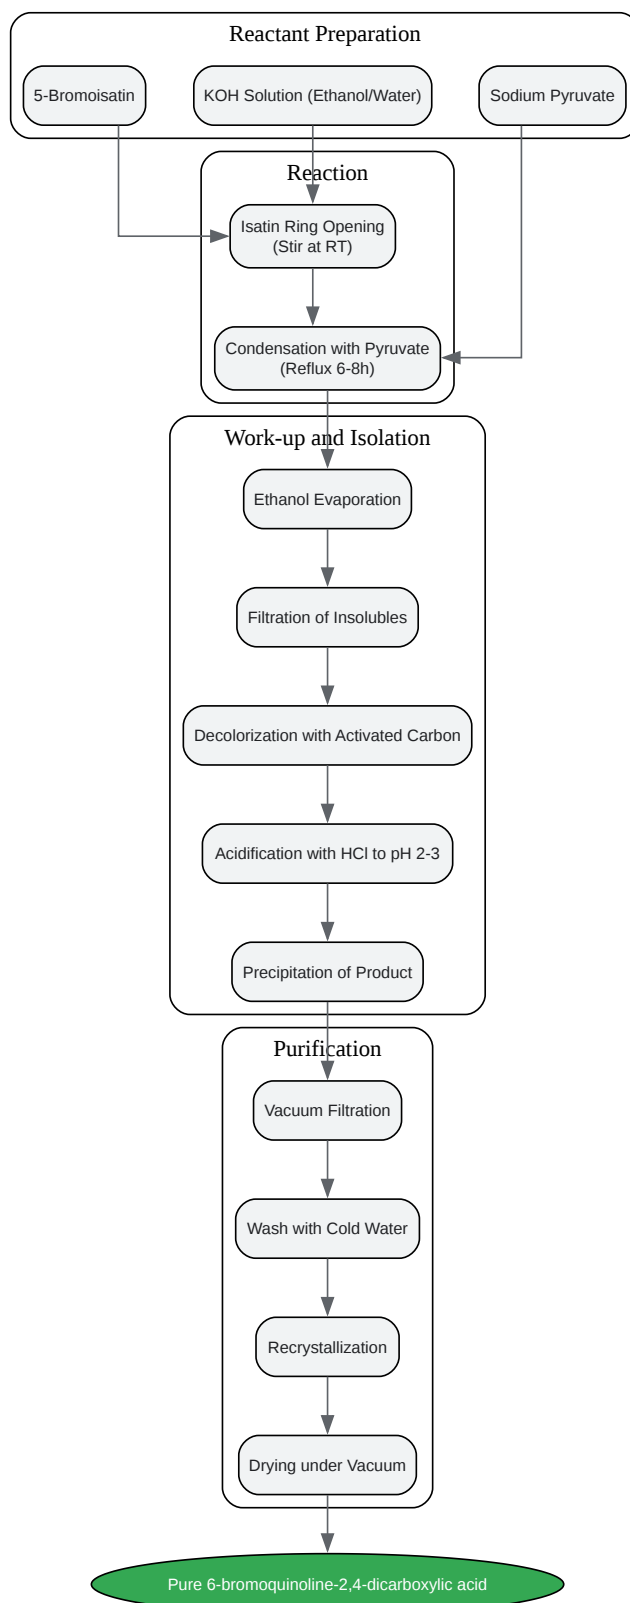 Reactant Preparation
5-Bromoisatin
KOH Solution (Ethanol/Water)
Sodium Pyruvate
Reaction
Isatin Ring Opening
(Stir at RT)
Condensation with Pyruvate
(Reflux 6-8h)
Work-up and Isolation
Ethanol Evaporation
Filtration of Insolubles
Decolorization with Activated Carbon
Acidification with HCl to pH 2-3
Precipitation of Product
Purification
Vacuum Filtration
Wash with Cold Water
Recrystallization
Drying under Vacuum
Pure 6-bromoquinoline-2,4-dicarboxylic acid